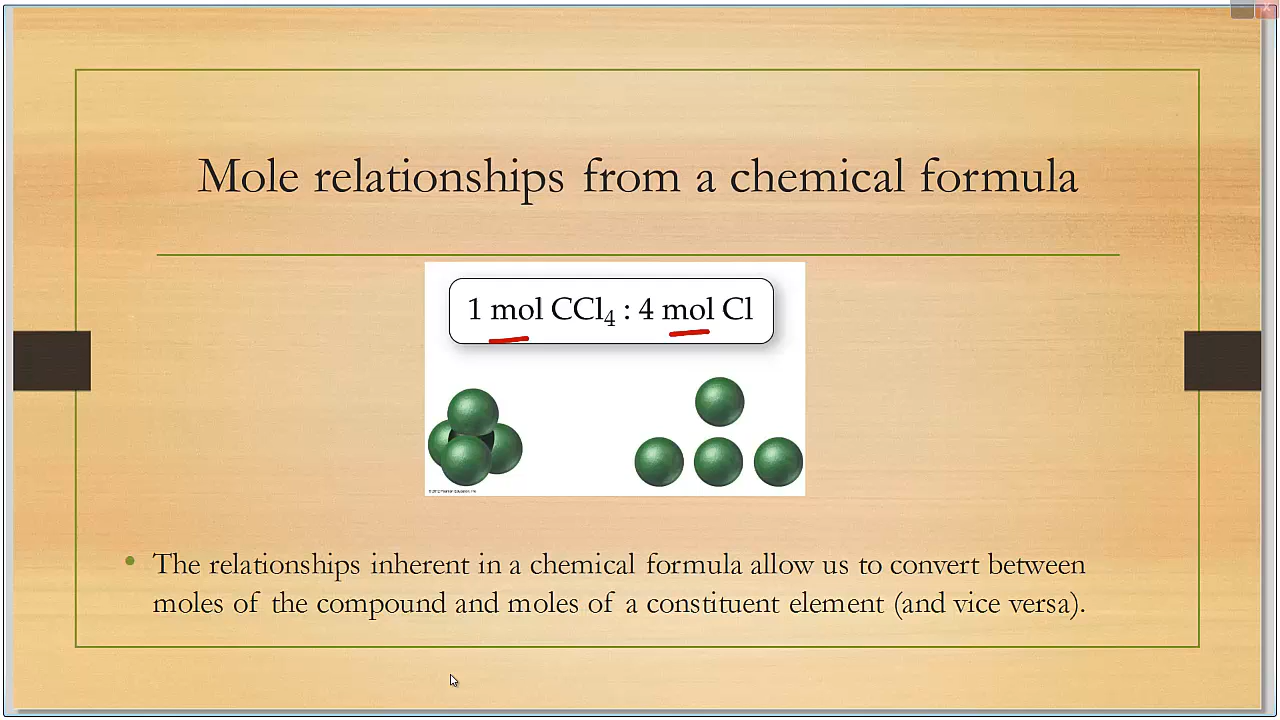 Mole relationships from a chemical formula
1 mol CCl₄ : 4 mol Cl
• The relationships inherent in a chemical formula allow us to convert between
moles of the compound and moles of a constituent element (and vice versa).